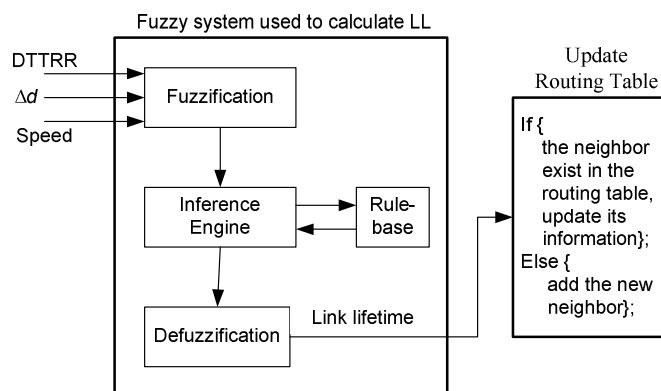 Fuzzy system used to calculate LL
DTTRR
Δd
Speed
Fuzzification
Inference
Engine
Rule-
base
Defuzzification
Link lifetime
Update
Routing Table
If {
the neighbor
exist in the
routing table,
update its
information};
Else {
add the new
neighbor};